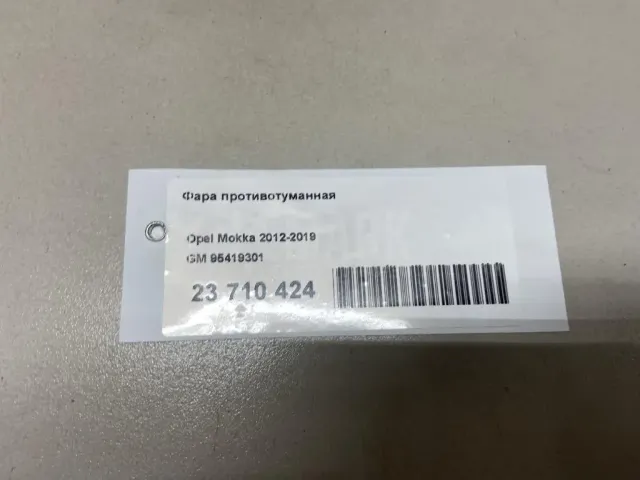 Фара противотуманная
Opel Mokka 2012-2019
GM 95419301
23 710 424